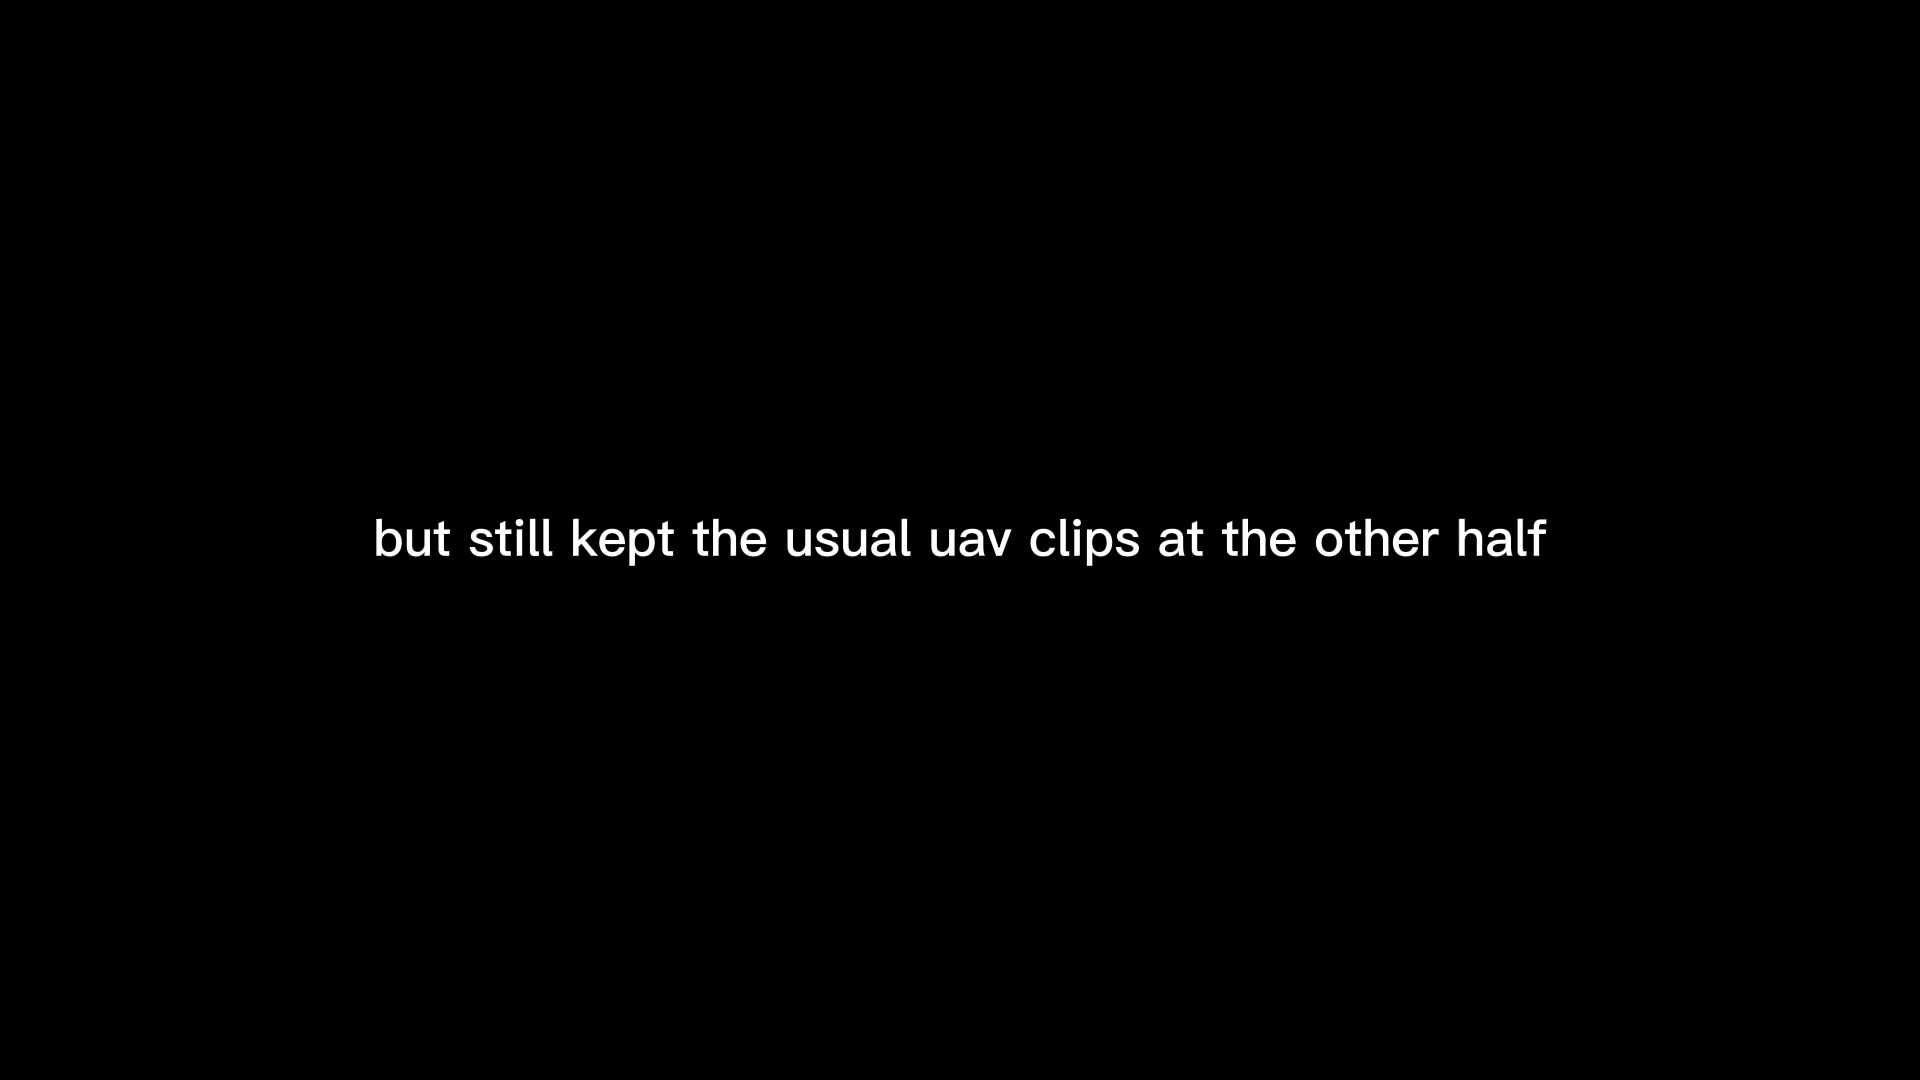 but still kept the usual uav clips at the other half